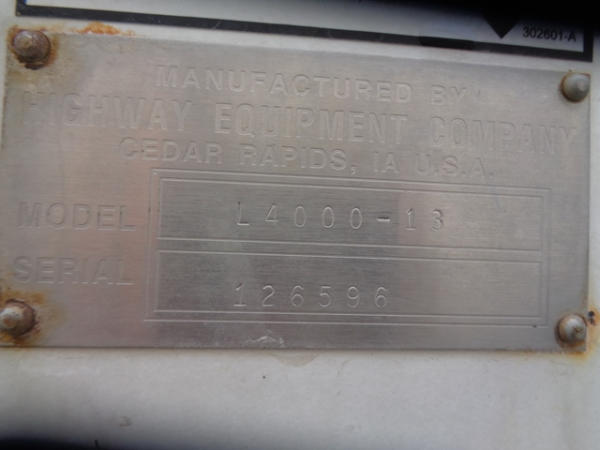 302601-A
MANUFACTURED BY
HIGHWAY EQUIPMENT COMPANY
CEDAR RAPIDS, IA U.S.A.
MODEL L4000-13
SERIAL 126596